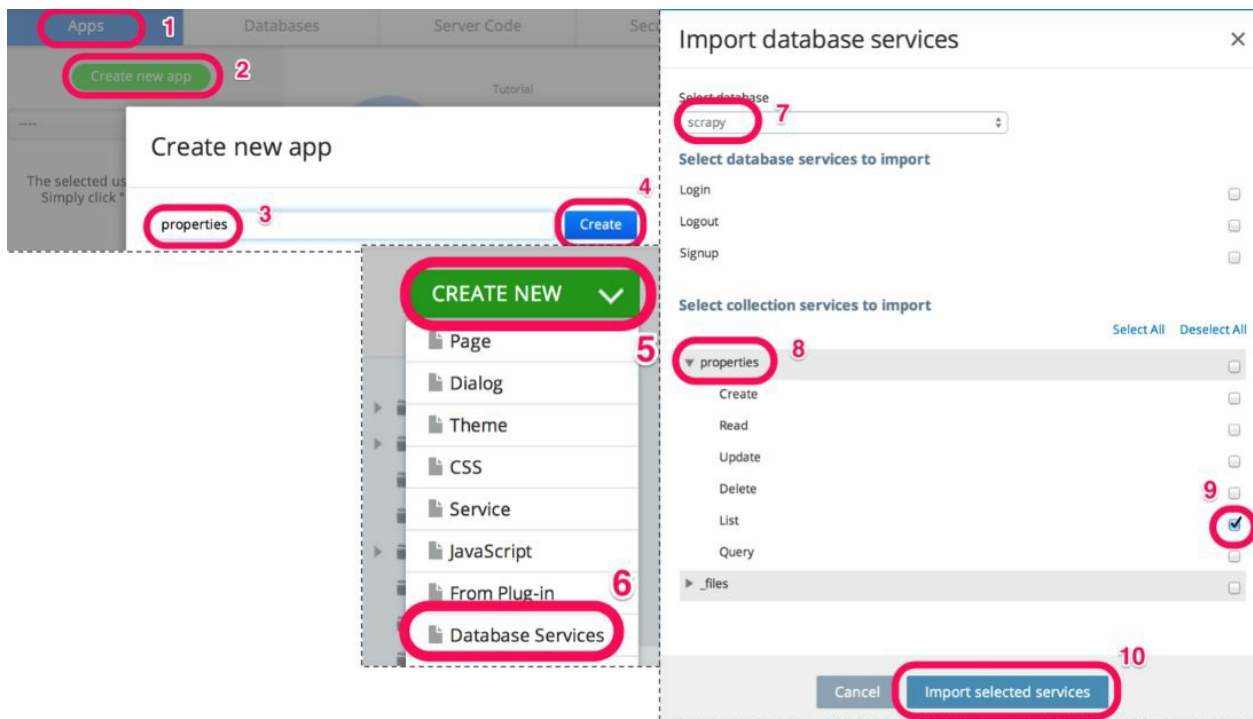 Apps
1
Databases
Server Code
Secu
Create new app
2
Tutorial
----
The selected us
Simply click "
Create new app
properties
3
4
Create
CREATE NEW
5
Page
Dialog
Theme
CSS
Service
JavaScript
From Plug-in
6
Database Services
Import database services
×
Select database
scrapy
7
Select database services to import
Login
Logout
Signup
Select collection services to import
Select All Deselect All
properties
8
Create
Read
Update
Delete
9
List
Query
_files
10
Cancel
Import selected services